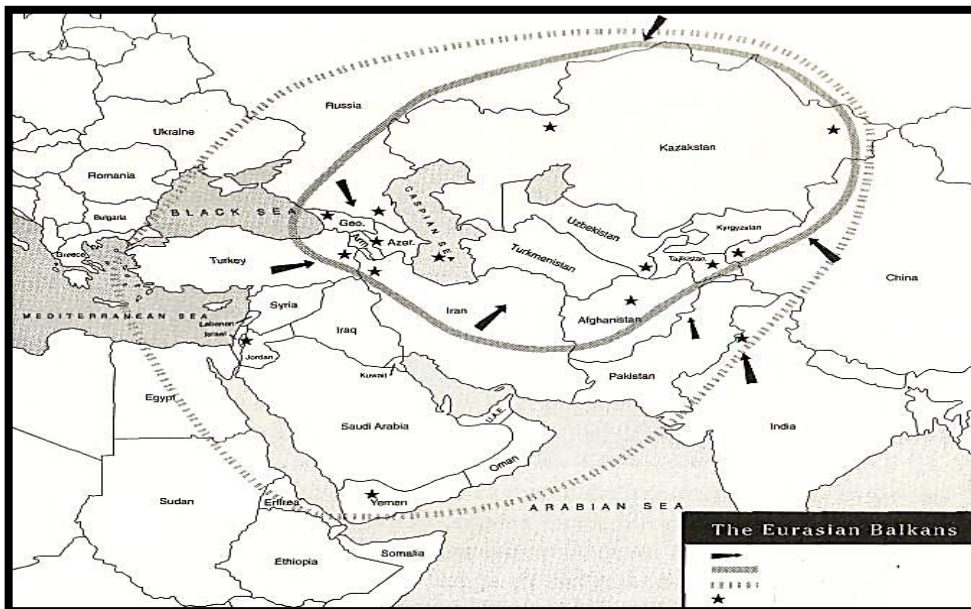 Russia
Ukraine
Kazakstan
Romania
CASPIAN SEA
BLACK SEA
Geo.
Bulgaria
Uzbekistan
Kyrgyzstan
Arm.
Azer.
Greece
Turkey
Turkmenistan
Tajikistan
China
Syria
Iran
Afghanistan
MEDITERRANEAN SEA
Lebanon
Israel
Iraq
Jordan
Kuwait
Pakistan
Egypt
U.A.E.
Saudi Arabia
India
Oman
Sudan
Eritrea
Yemen
ARABIAN SEA
The Eurasian Balkans
Somalia
Ethiopia